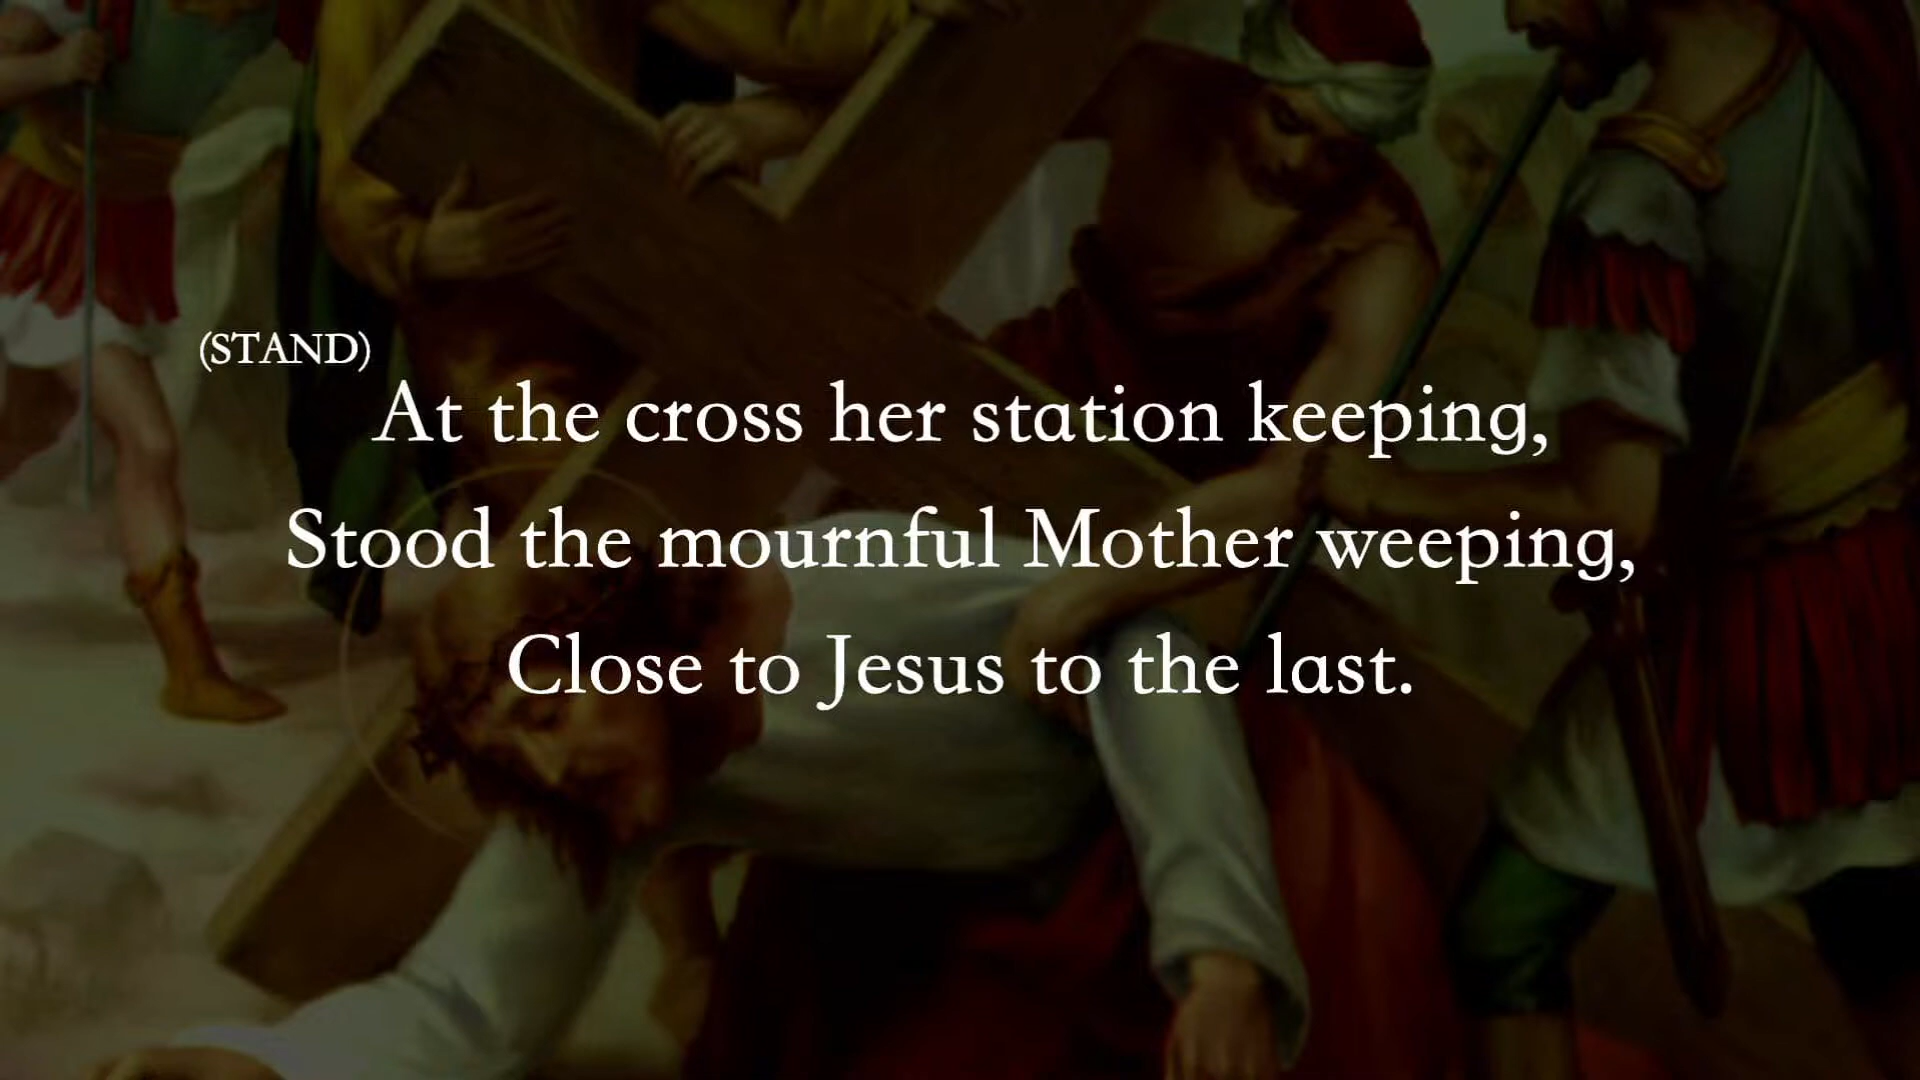 (STAND)
At the cross her station keeping,
Stood the mournful Mother weeping,
Close to Jesus to the last.